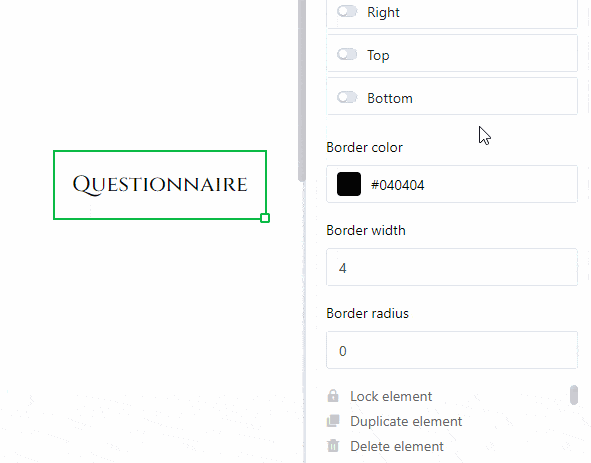 Right
Top
Bottom
Questionnaire
Border color
#040404
Border width
4
Border radius
0
Lock element
Duplicate element
Delete element